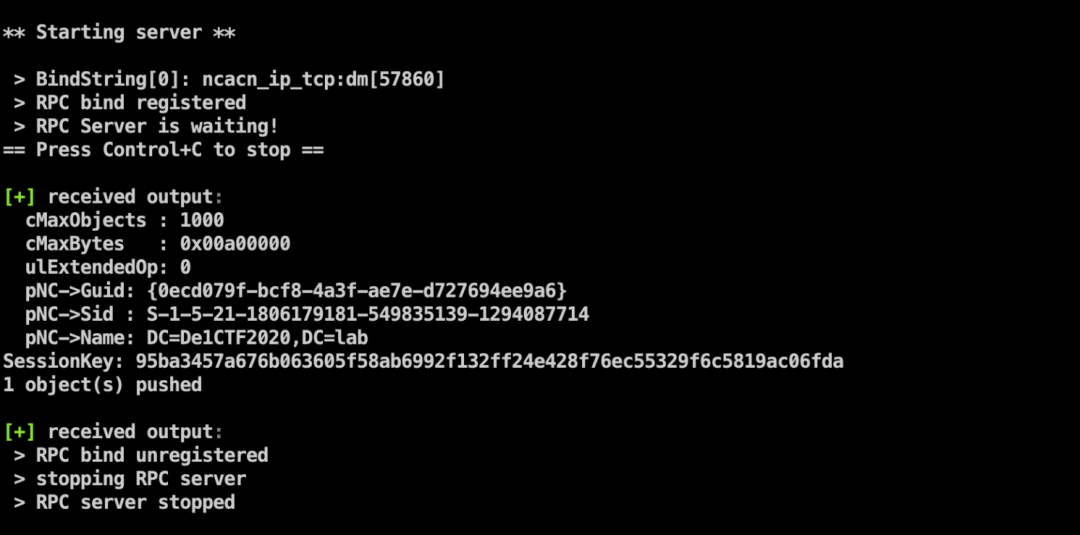 ** Starting server **
> BindString[0]: ncacn_ip_tcp:dm[57860]
> RPC bind registered
> RPC Server is waiting!
== Press Control+C to stop ==
[+] received output:
cMaxObjects : 1000
cMaxBytes   : 0x00a00000
ulExtendedOp: 0
pNC->Guid: {0ecd079f-bcf8-4a3f-ae7e-d727694ee9a6}
pNC->Sid : S-1-5-21-1806179181-549835139-1294087714
pNC->Name: DC=De1CTF2020,DC=lab
SessionKey: 95ba3457a676b063605f58ab6992f132ff24e428f76ec55329f6c5819ac06fda
1 object(s) pushed
[+] received output:
> RPC bind unregistered
> stopping RPC server
> RPC server stopped